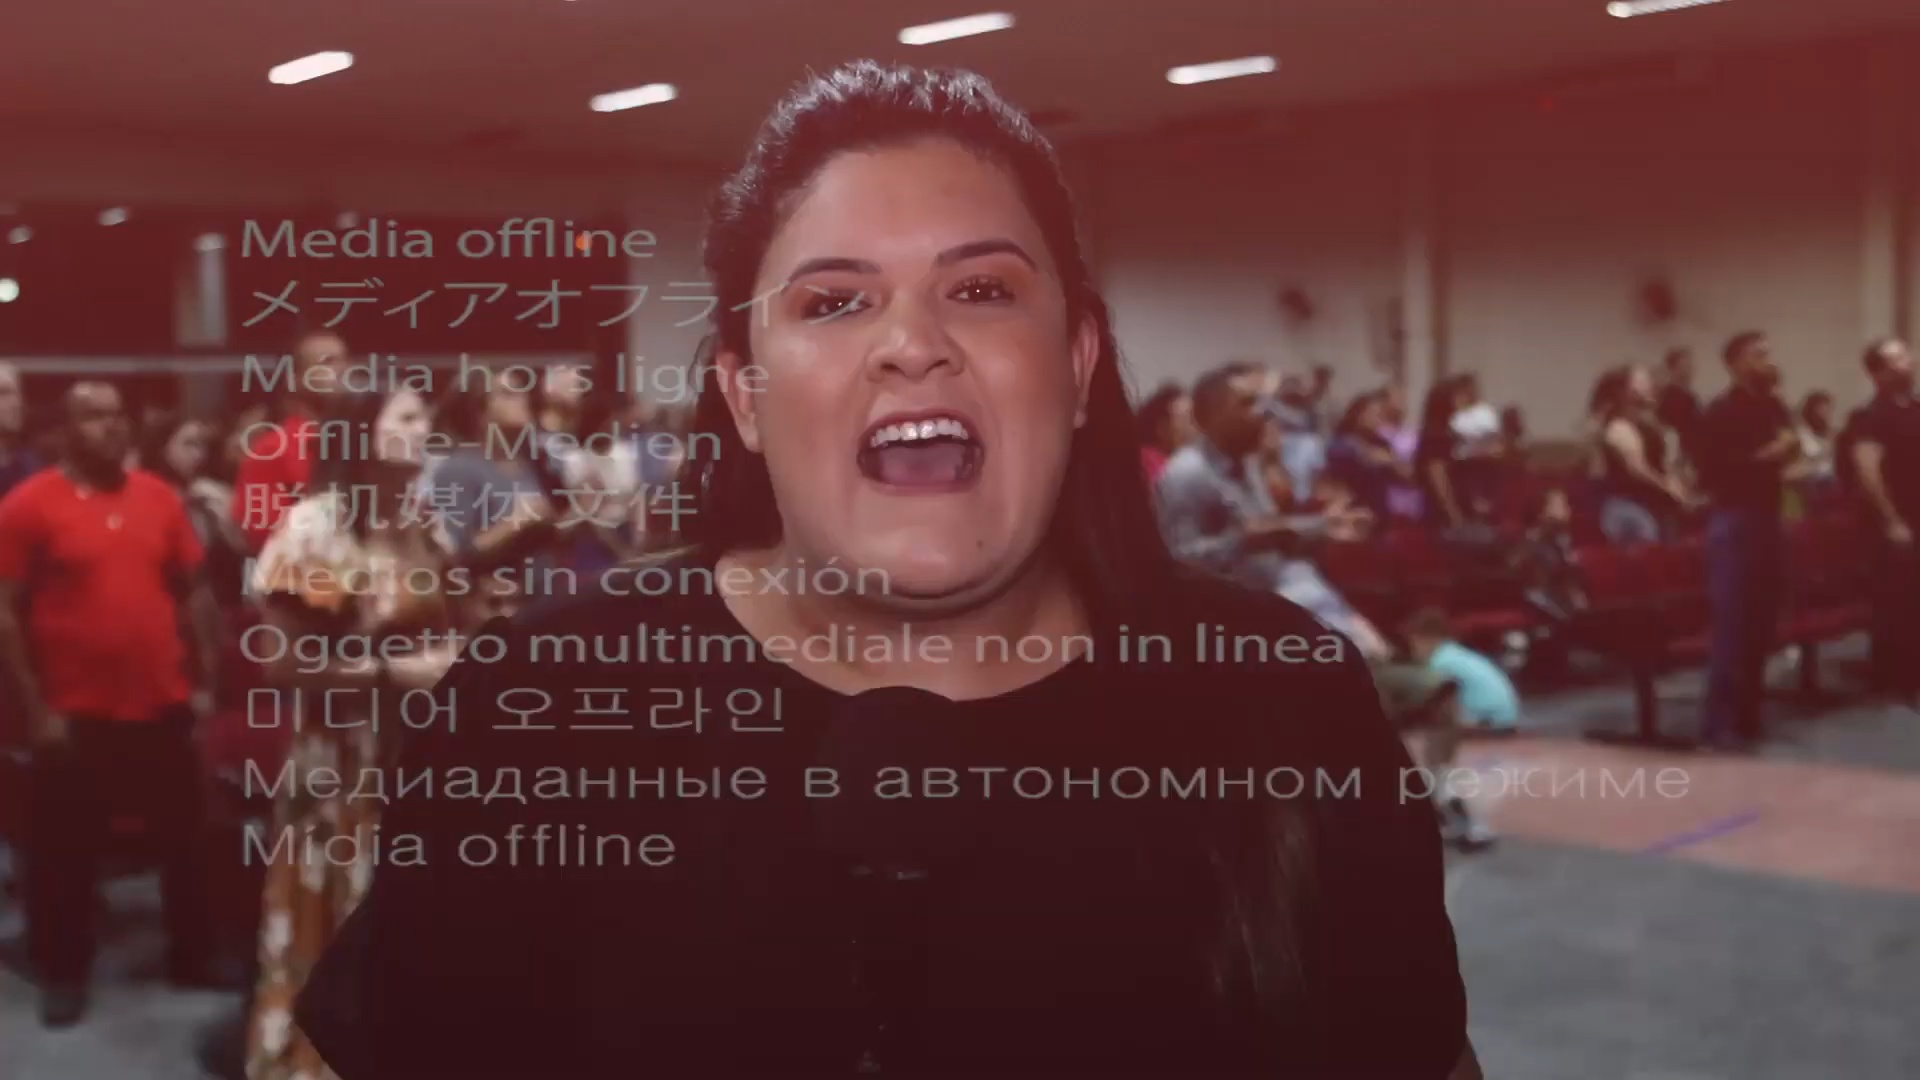 Media offline
メディアオフライン
Média hors ligne
Offline-Medien
脱机媒体文件
Medios sin conexión
Oggetto multimediale non in linea
미디어 오프라인
Медиаданные в автономном режиме
Mídia offline